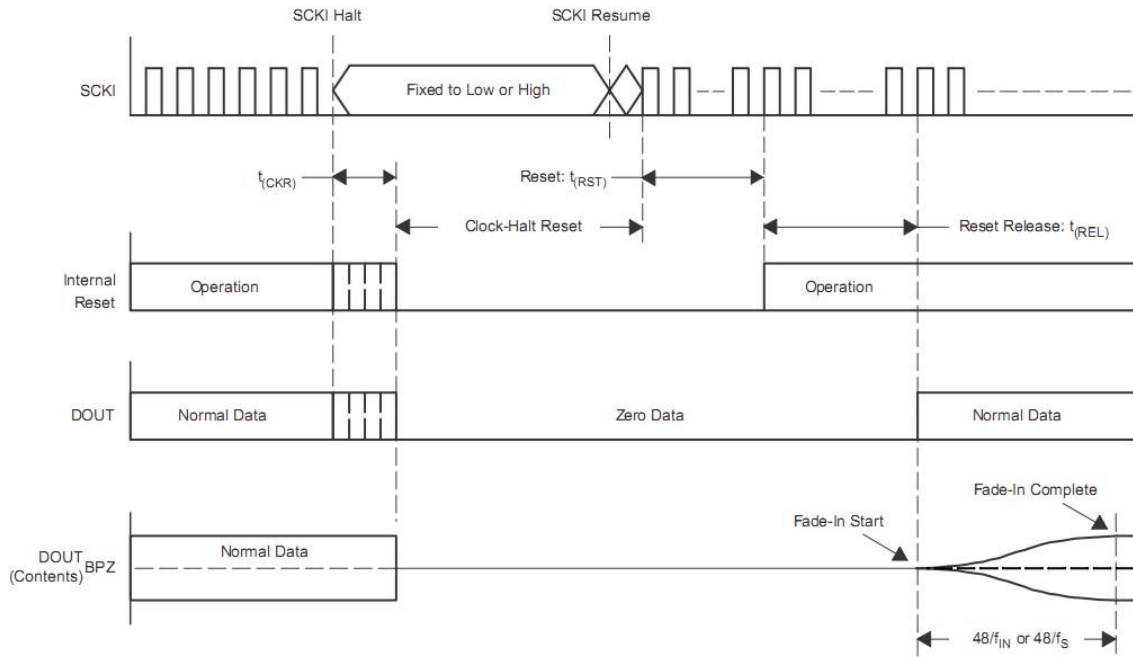 SCKI Halt
SCKI Resume
SCKI
Fixed to Low or High
t(CKR)
Reset: t(RST)
Clock-Halt Reset
Reset Release: t(REL)
Internal
Reset
Operation
Operation
DOUT
Normal Data
Zero Data
Normal Data
Fade-In Complete
Fade-In Start
DOUT
(Contents)
BPZ
Normal Data
48/fIN or 48/fS